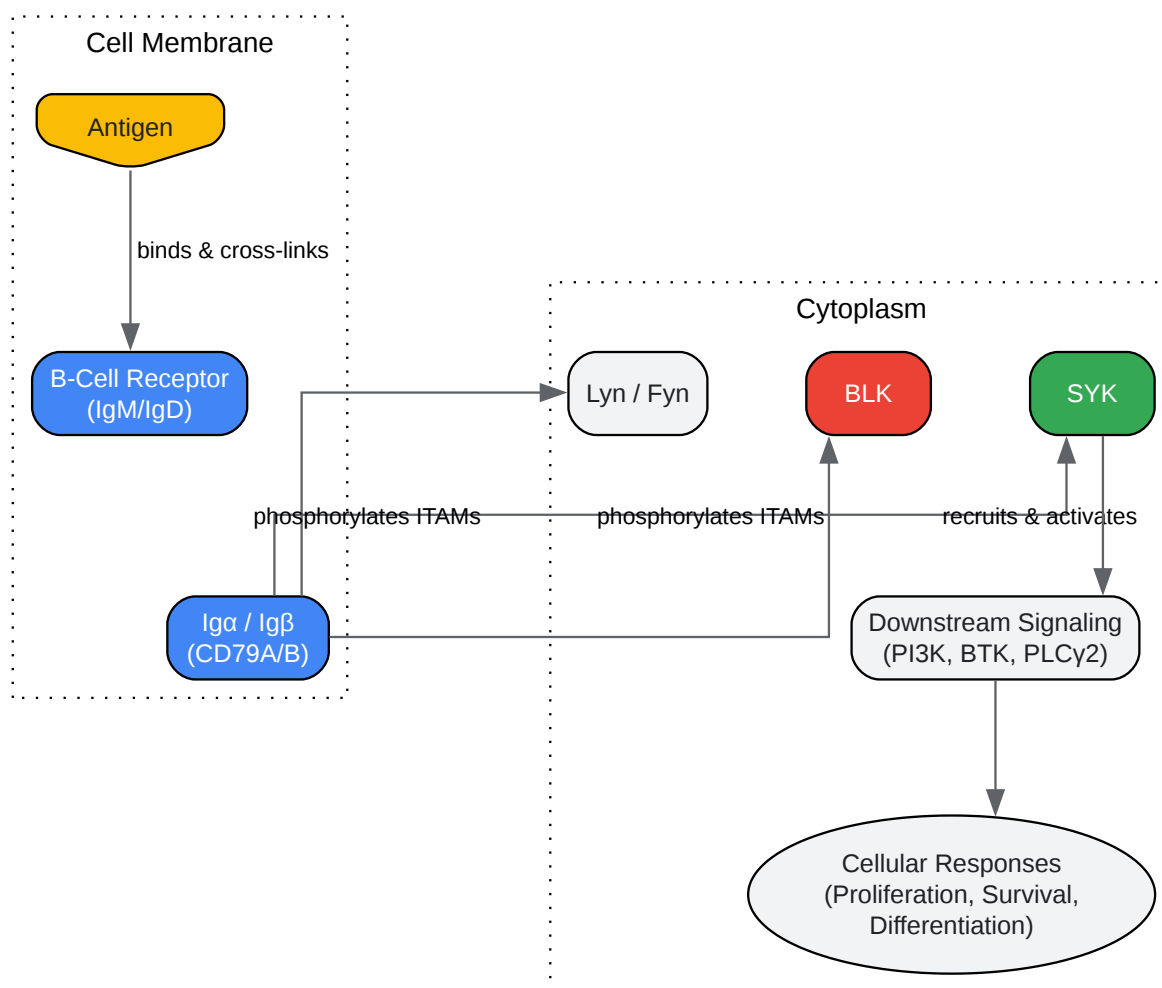 Cell Membrane
Antigen
binds & cross-links
Cytoplasm
B-Cell Receptor
(IgM/IgD)
Lyn / Fyn
BLK
SYK
phosphorylates ITAMs
phosphorylates ITAMs
recruits & activates
Igα / Igβ
(CD79A/B)
Downstream Signaling
(PI3K, BTK, PLCγ2)
Cellular Responses
(Proliferation, Survival,
Differentiation)